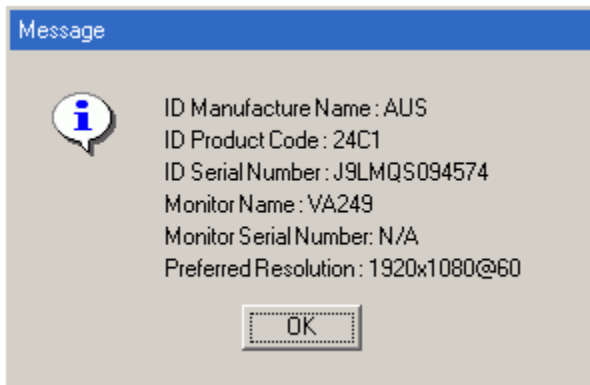 Message
ID Manufacture Name : AUS
ID Product Code : 24C1
ID Serial Number : J9LMQS094574
Monitor Name : VA249
Monitor Serial Number: N/A
Preferred Resolution : 1920x1080@60
OK